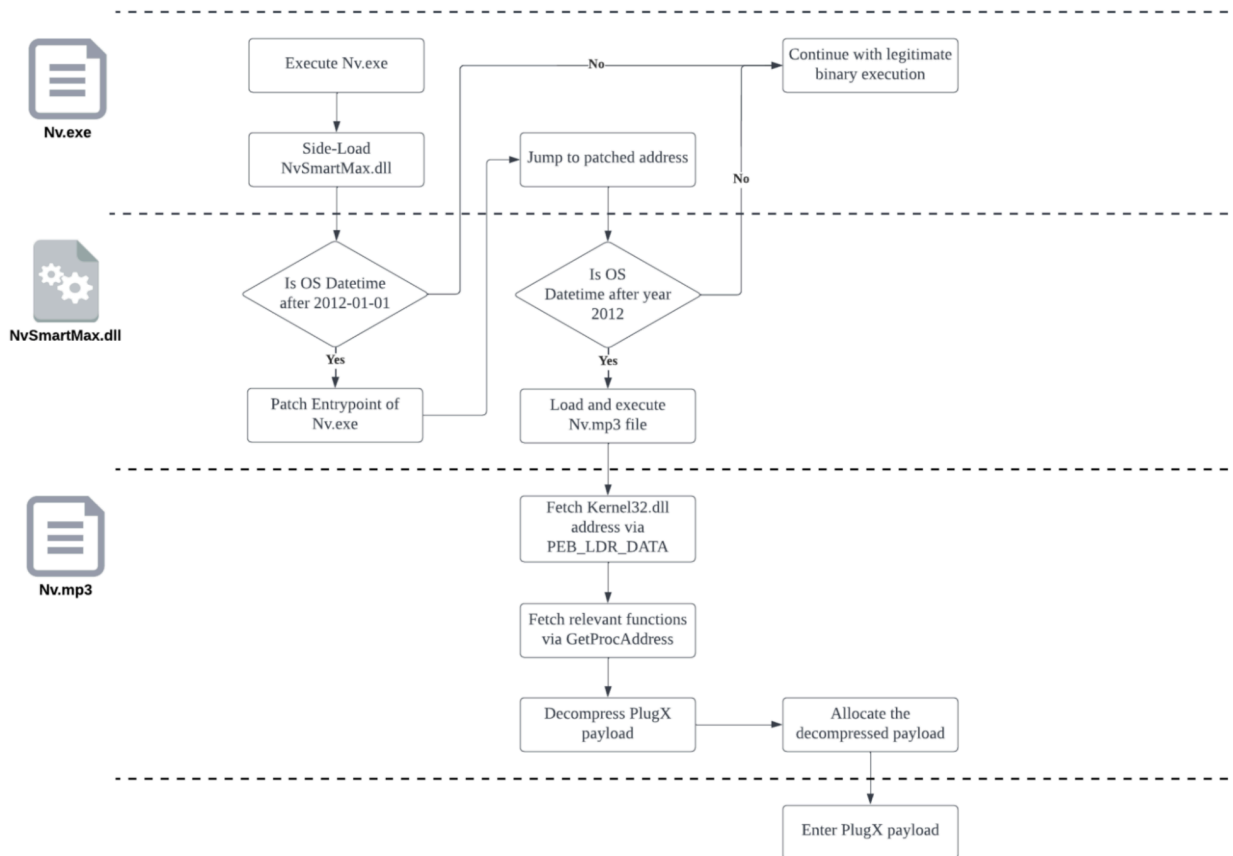 Execute Nv.exe
No
Continue with legitimate
binary execution
Nv.exe
Side-Load
NvSmartMax.dll
Jump to patched address
No
Is OS Datetime
after 2012-01-01
Is OS
Datetime after year
2012
NvSmartMax.dll
Yes
Yes
Patch Entrypoint of
Nv.exe
Load and execute
Nv.mp3 file
Fetch Kernel32.dll
address via
PEB_LDR_DATA
Nv.mp3
Fetch relevant functions
via GetProcAddress
Decompress PlugX
payload
Allocate the
decompressed payload
Enter PlugX payload